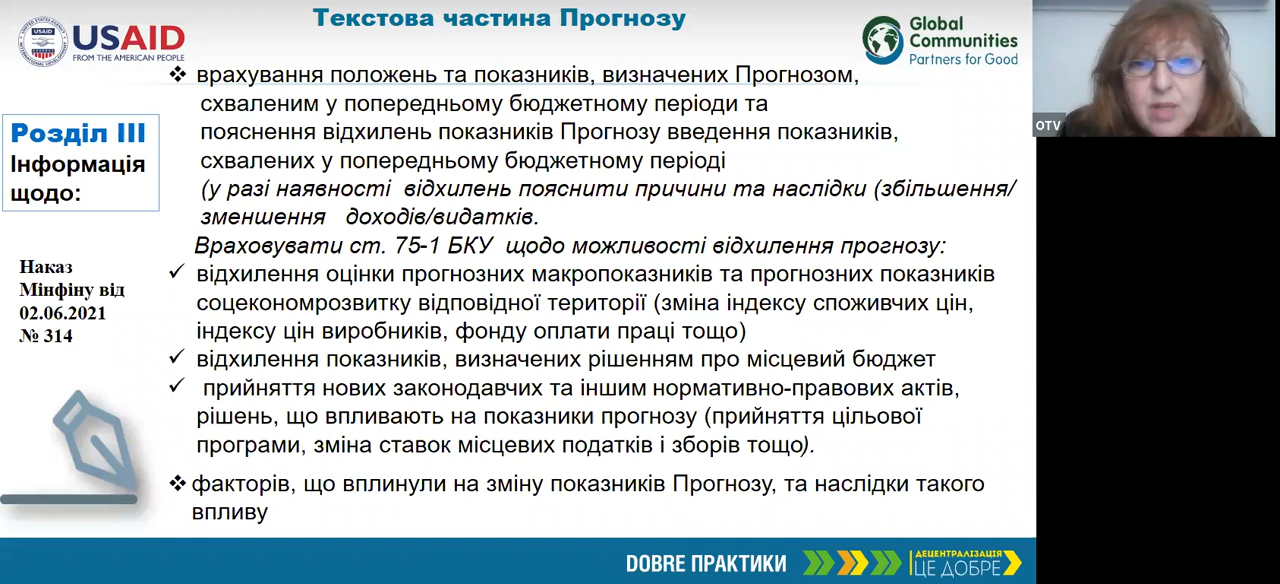 Текстова частина Прогнозу
USAID
FROM THE AMERICAN PEOPLE
Global
Communities
Partners for Good
OTV
Розділ III
Інформація
щодо:
Наказ
Мінфіну від
02.06.2021
№ 314
❖ врахування положень та показників, визначених Прогнозом,
схваленим у попередньому бюджетному періоди та
пояснення відхилень показників Прогнозу введення показників,
схвалених у попередньому бюджетному періоді
(у разі наявності відхилень пояснити причини та наслідки (збільшення/
зменшення доходів/видатків.
Враховувати ст. 75-1 БКУ щодо можливості відхилення прогнозу:
✓ відхилення оцінки прогнозних макропоказників та прогнозних показників
соцекономрозвитку відповідної території (зміна індексу споживчих цін,
індексу цін виробників, фонду оплати праці тощо)
✓ відхилення показників, визначених рішенням про місцевий бюджет
✓ прийняття нових законодавчих та іншим нормативно-правових актів,
рішень, що впливають на показники прогнозу (прийняття цільової
програми, зміна ставок місцевих податків і зборів тощо).
❖ факторів, що вплинули на зміну показників Прогнозу, та наслідки такого
впливу
DOBRE ПРАКТИКИ
ДЕЦЕНТРАЛІЗАЦІЯ
ЦЕ ДОБРЕ